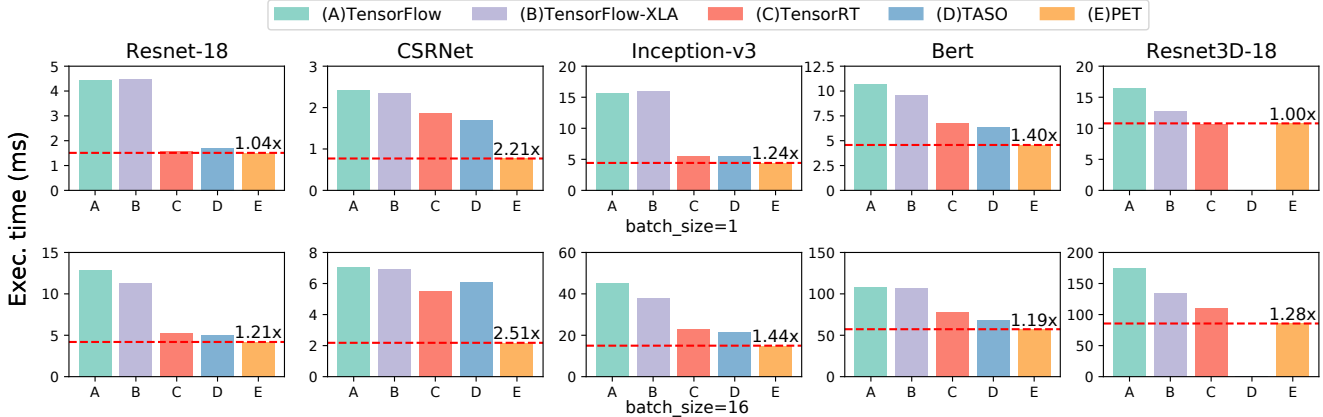 (A)TensorFlow (B)TensorFlow-XLA (C)TensorRT (D)TASO (E)PET
Exec. time (ms)
Resnet-18
5
4
3
2
1
0
1.04x
A B C D E
CSRNet
3
2
1
0
2.21x
A B C D E
Inception-v3
20
15
10
5
0
1.24x
A B C D E
Bert
12.5
10.0
7.5
5.0
2.5
0
1.40x
A B C D E
Resnet3D-18
20
15
10
5
0
1.00x
A B C D E
batch_size=1
15
10
5
0
1.21x
A B C D E
8
6
4
2
0
2.51x
A B C D E
60
40
20
0
1.44x
A B C D E
150
100
50
0
1.19x
A B C D E
200
150
100
50
0
1.28x
A B C D E
batch_size=16